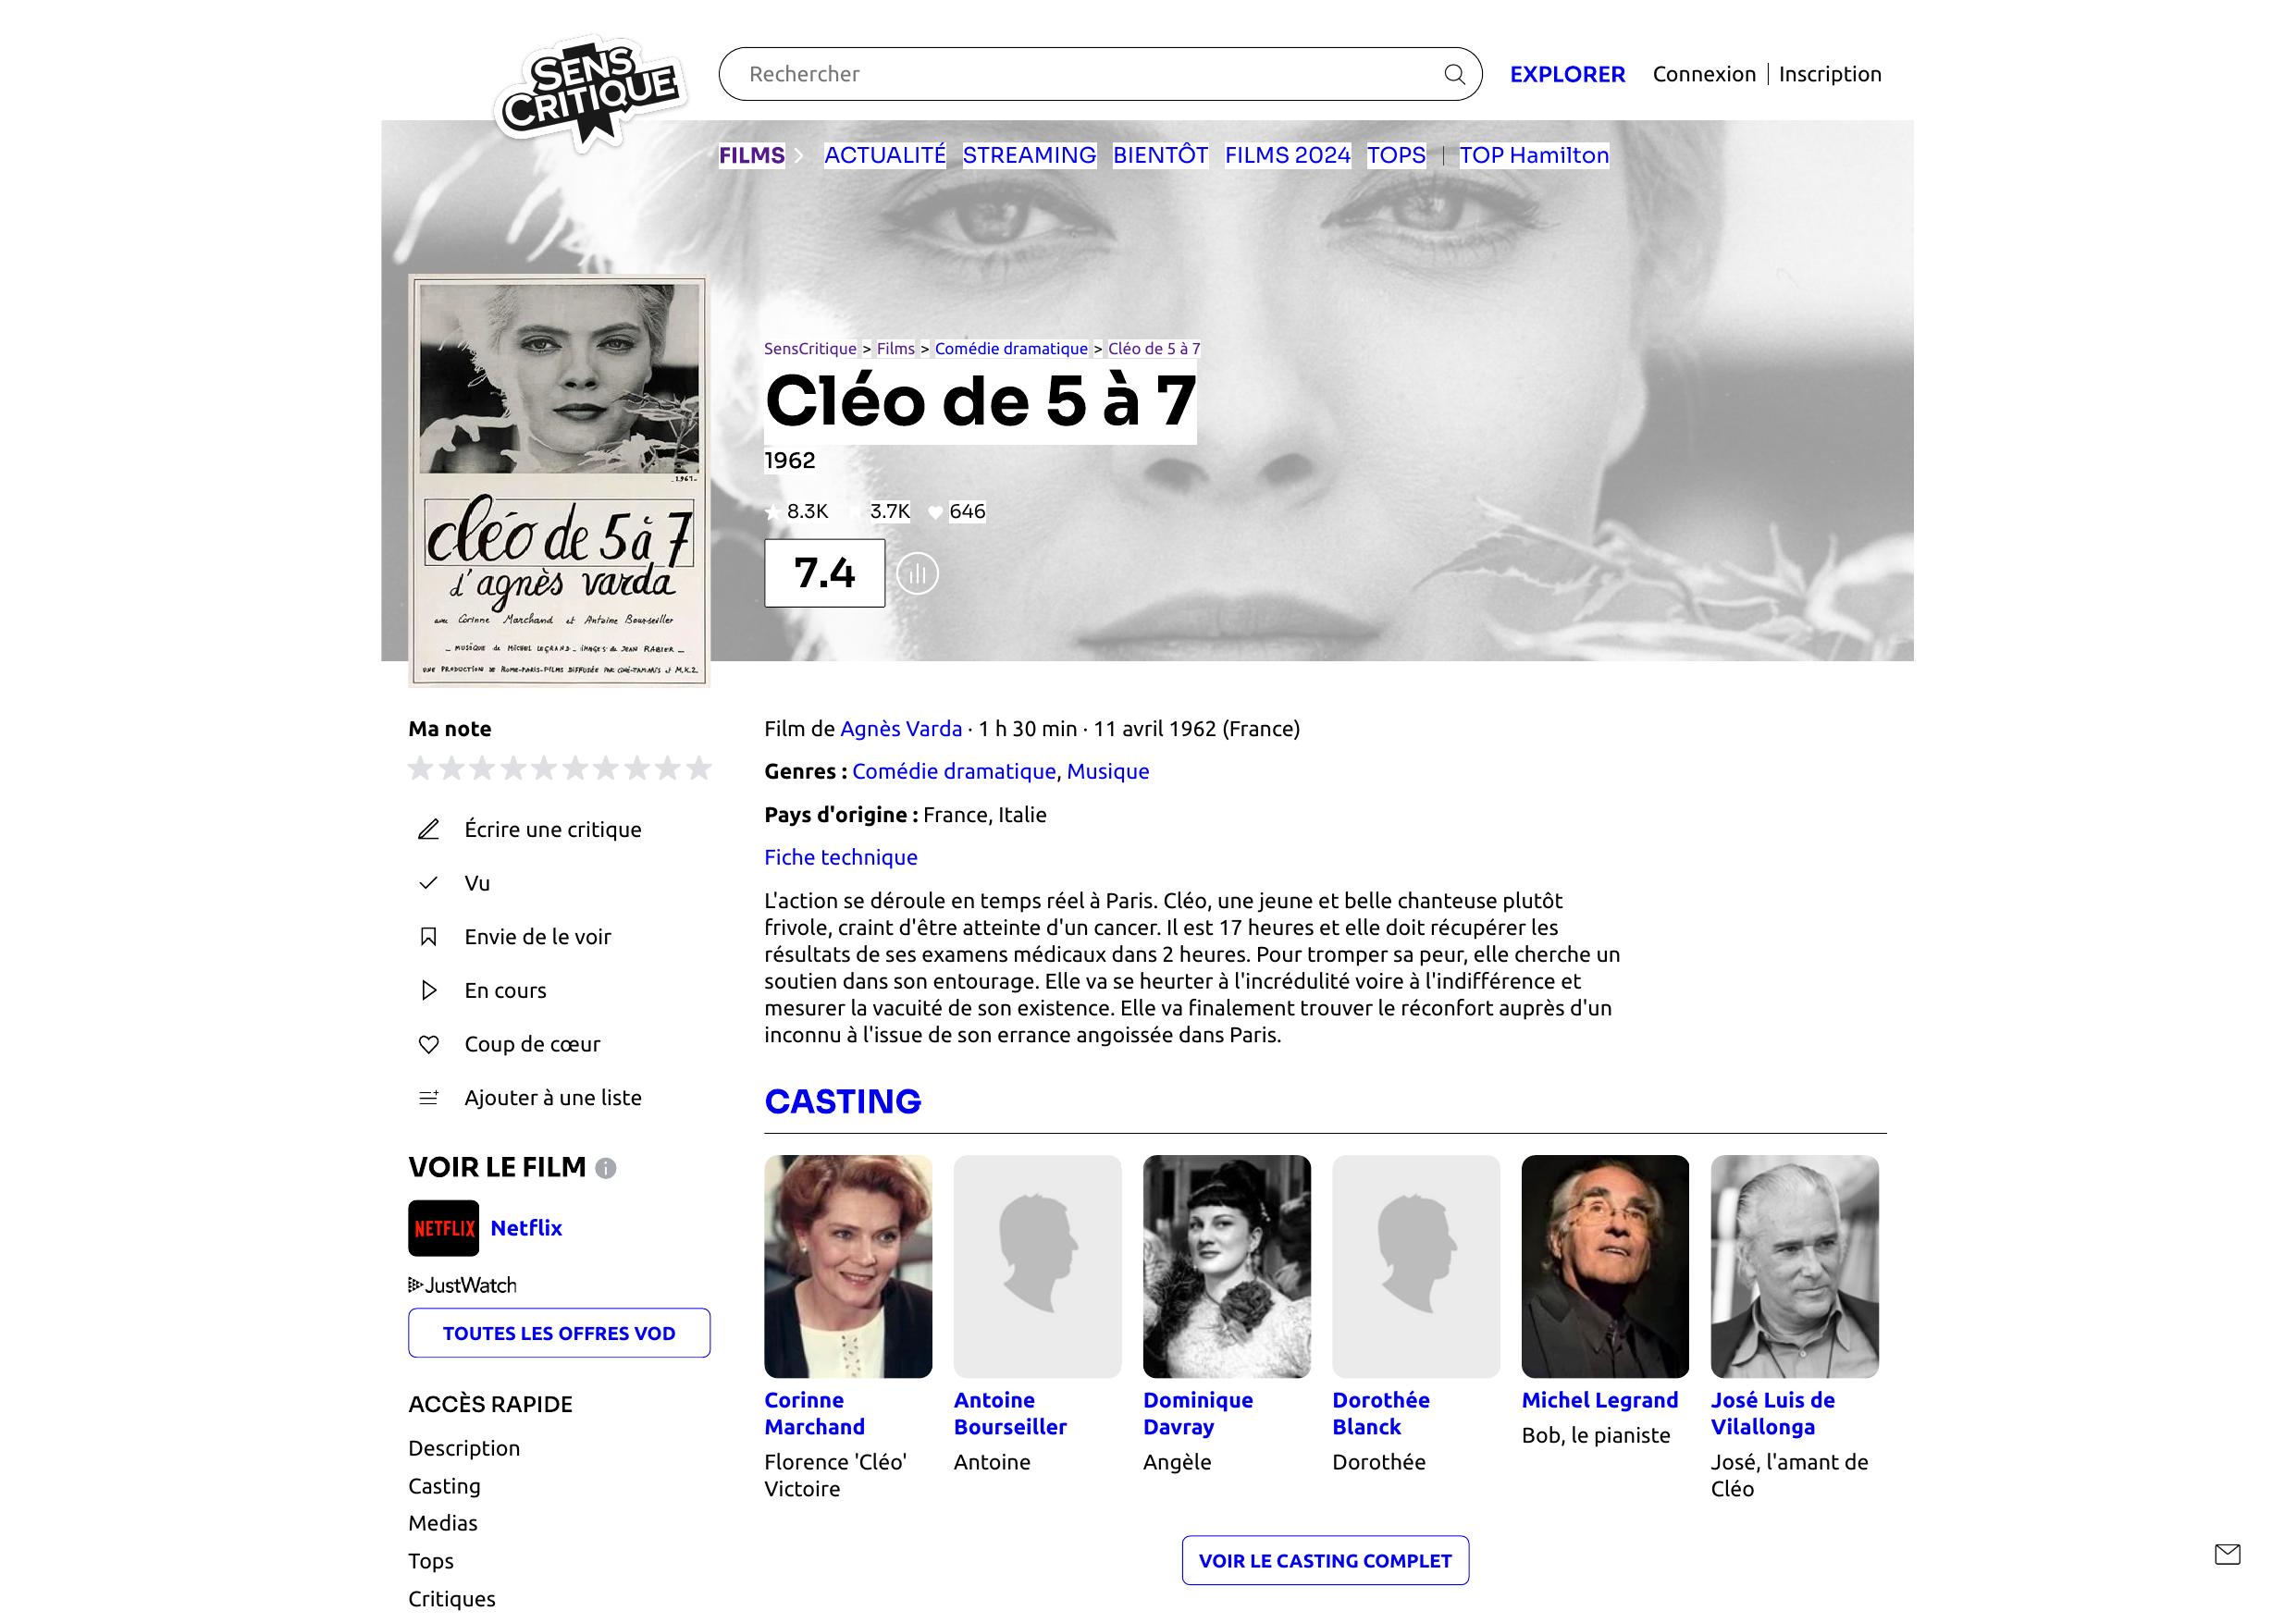 SENS
CRITIQUE
Rechercher
EXPLORER
Connexion
Inscription
FILMS
ACTUALITÉ
STREAMING
BIENTÔT
FILMS 2024
TOPS
TOP Hamilton
_1961_
cléo de 5 à 7
d'agnès varda
avec Corinne Marchand et Antoine Bourseiller
_ MUSIQUE de MICHEL LEGRAND _ IMAGES de JEAN RABIER _
UNE PRODUCTION DE ROME-PARIS-FILMS DIFFUSÉE PAR CINÉ-TAMARIS et M.K.2.
SensCritique > Films > Comédie dramatique > Cléo de 5 à 7
Cléo de 5 à 7
1962
8.3K 3.7K 646
7.4
Ma note
Écrire une critique
Vu
Envie de le voir
En cours
Coup de cœur
Ajouter à une liste
VOIR LE FILM
NETFLIX Netflix
JustWatch
TOUTES LES OFFRES VOD
ACCÈS RAPIDE
Description
Casting
Medias
Tops
Critiques
Film de Agnès Varda · 1 h 30 min · 11 avril 1962 (France)
Genres : Comédie dramatique, Musique
Pays d'origine : France, Italie
Fiche technique
L'action se déroule en temps réel à Paris. Cléo, une jeune et belle chanteuse plutôt
frivole, craint d'être atteinte d'un cancer. Il est 17 heures et elle doit récupérer les
résultats de ses examens médicaux dans 2 heures. Pour tromper sa peur, elle cherche un
soutien dans son entourage. Elle va se heurter à l'incrédulité voire à l'indifférence et
mesurer la vacuité de son existence. Elle va finalement trouver le réconfort auprès d'un
inconnu à l'issue de son errance angoissée dans Paris.
CASTING
Corinne
Marchand
Florence 'Cléo'
Victoire
Antoine
Bourseiller
Antoine
Dominique
Davray
Angèle
Dorothée
Blanck
Dorothée
Michel Legrand
Bob, le pianiste
José Luis de
Vilallonga
José, l'amant de
Cléo
VOIR LE CASTING COMPLET